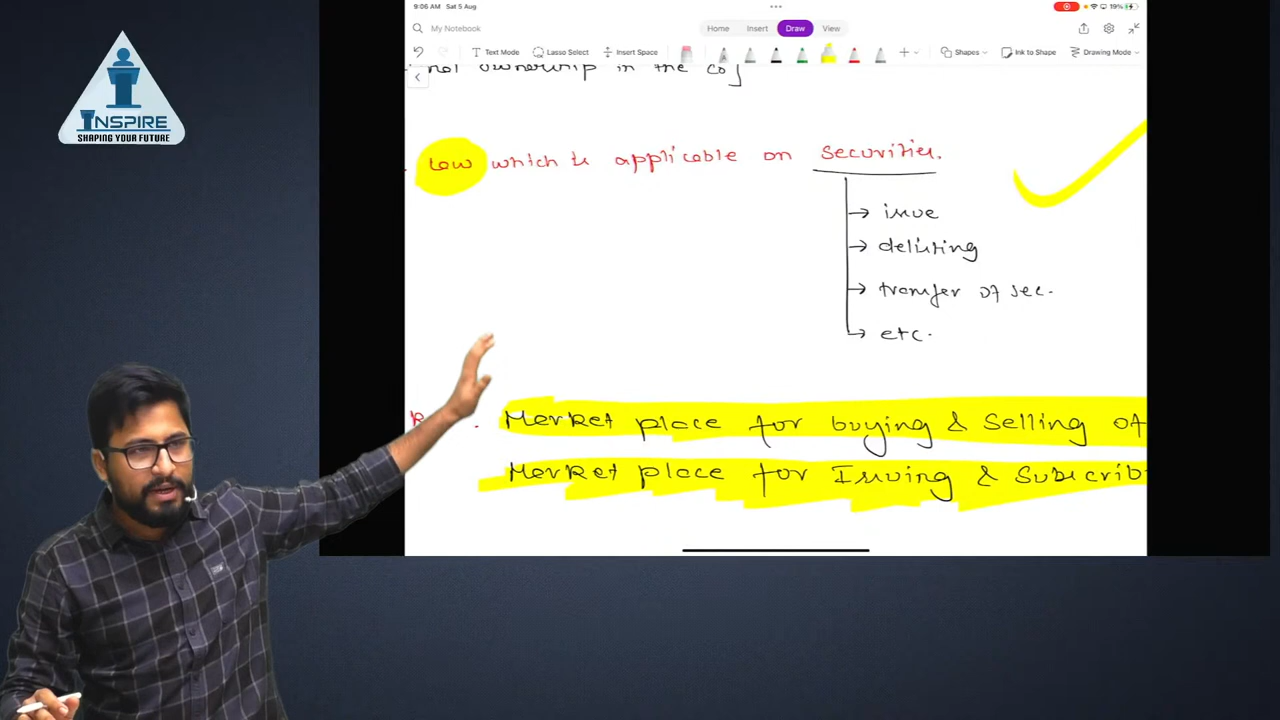 9:06 AM Sat 5 Aug
19%
My Notebook
Home Insert Draw View
Text Mode Lasso Select Insert Space Shapes Ink to Shape Drawing Mode
not ownership in the co
INSPIRE
SHAPING YOUR FUTURE
Law which is applicable on securities.
→ issue
→ delisting
→ transfer of sec.
→ etc.
Market place for buying & Selling of
Market place for Issuing & Subscrib